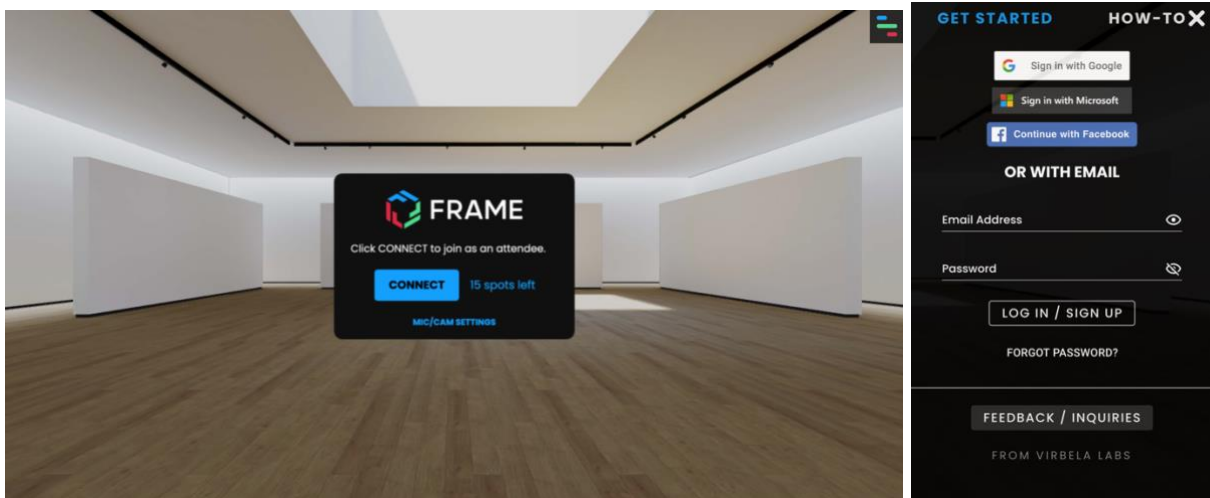 FRAME
Click CONNECT to join as an attendee.
CONNECT 15 spots left
MIC/CAM SETTINGS
GET STARTED HOW-TO X
Sign in with Google
Sign in with Microsoft
Continue with Facebook
OR WITH EMAIL
Email Address
Password
LOG IN / SIGN UP
FORGOT PASSWORD?
FEEDBACK / INQUIRIES
FROM VIRBELA LABS